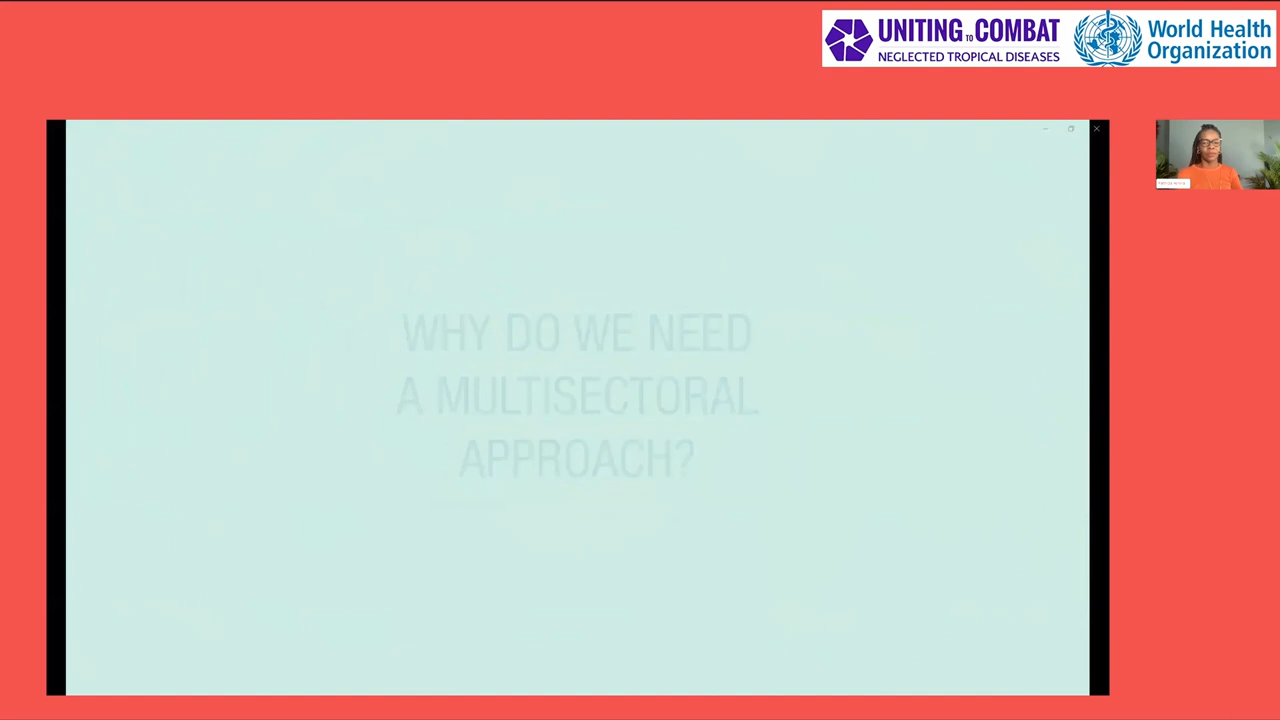 UNITING TO COMBAT
NEGLECTED TROPICAL DISEASES
World Health
Organization
WHY DO WE NEED
A MULTISECTORAL
APPROACH?